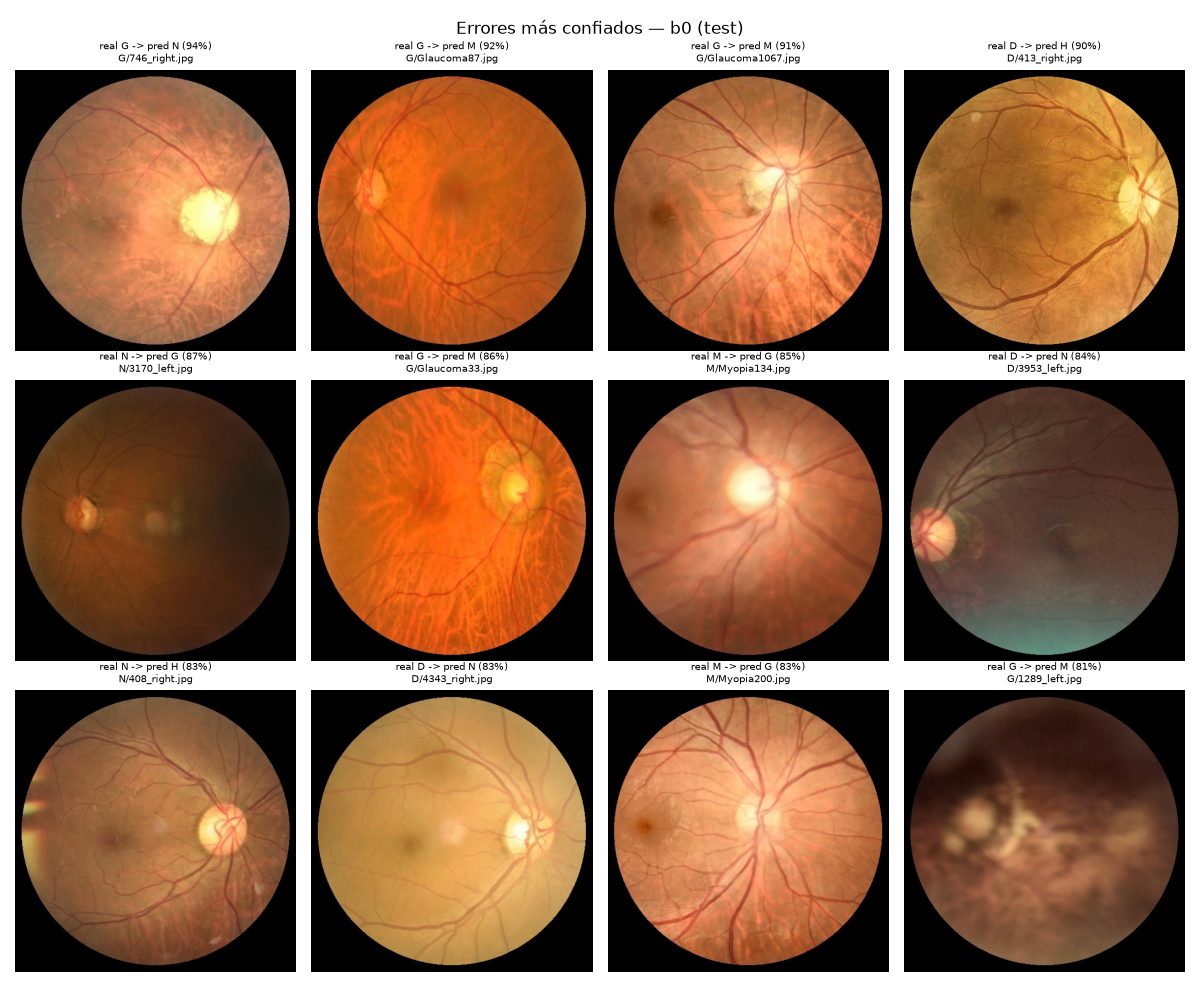 Errores más confiados — b0 (test)
real G -> pred N (94%)
G/746_right.jpg
real G -> pred M (92%)
G/Glaucoma87.jpg
real G -> pred M (91%)
G/Glaucoma1067.jpg
real D -> pred H (90%)
D/413_right.jpg
real N -> pred G (87%)
N/3170_left.jpg
real G -> pred M (86%)
G/Glaucoma33.jpg
real M -> pred G (85%)
M/Myopia134.jpg
real D -> pred N (84%)
D/3953_left.jpg
real N -> pred H (83%)
N/408_right.jpg
real D -> pred N (83%)
D/4343_right.jpg
real M -> pred G (83%)
M/Myopia200.jpg
real G -> pred M (81%)
G/1289_left.jpg